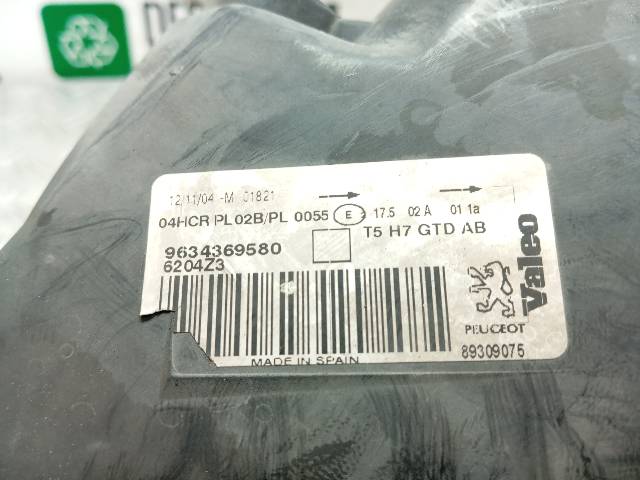 12/11/04 -M 01821
04HCR PL02B/PL 0055 E 17.5 02 A 01 1a
T5 H7 GTD AB
9634369580
6204Z3
Valeo
PEUGEOT
89309075
MADE IN SPAIN